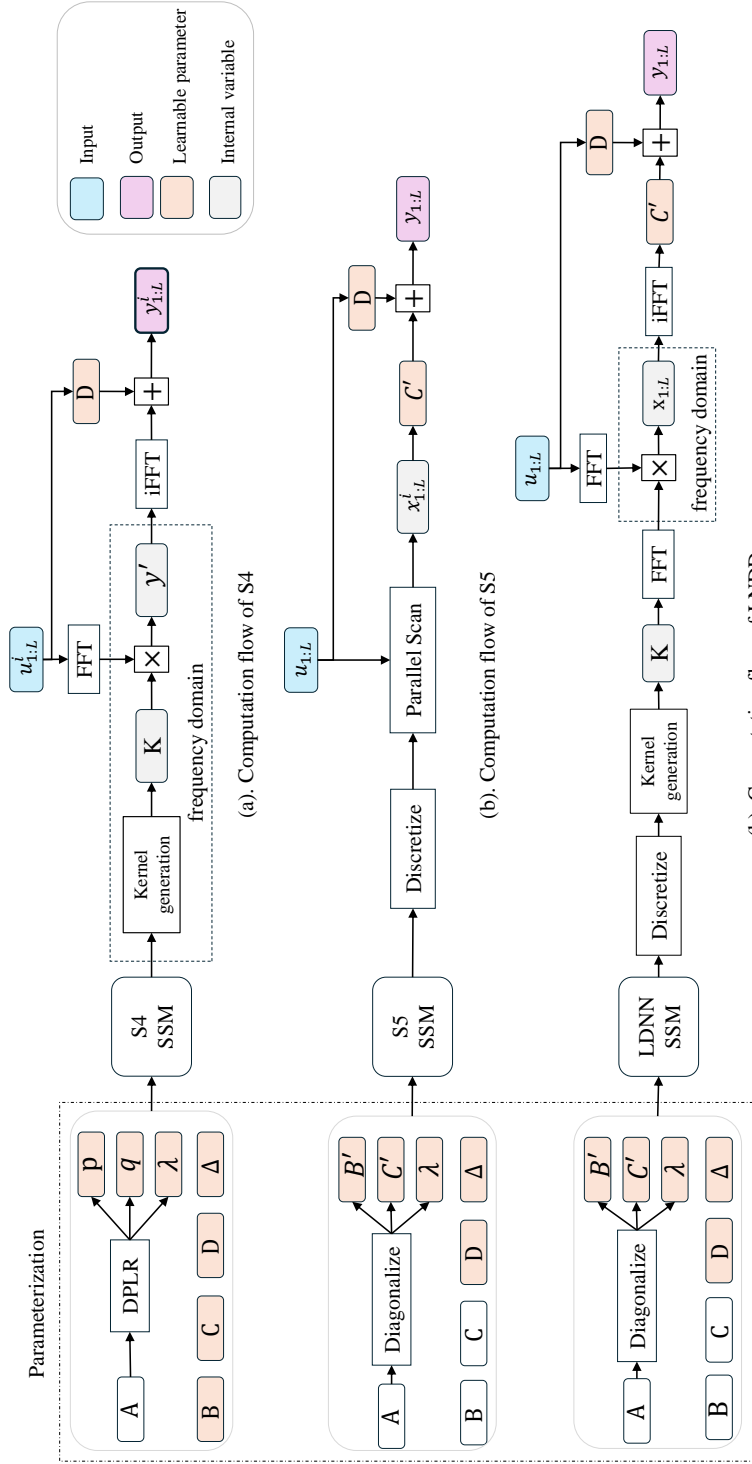 Parameterization
A
DPLR
p
q
λ
B
C
D
Δ
S4
SSM
Kernel
generation
K
×
y′
frequency domain
FFT
u^i_{1:L}
iFFT
+
D
y^i_{1:L}
(a). Computation flow of S4
Input
Output
Learnable parameter
Internal variable
A
Diagonalize
B′
C′
λ
B
C
D
Δ
S5
SSM
Discretize
Parallel Scan
u_{1:L}
x^i_{1:L}
C′
+
D
y_{1:L}
(b). Computation flow of S5
A
Diagonalize
B′
C′
λ
B
C
D
Δ
LDNN
SSM
Discretize
Kernel
generation
K
FFT
×
FFT
u_{1:L}
x_{1:L}
frequency domain
iFFT
C′
+
D
y_{1:L}